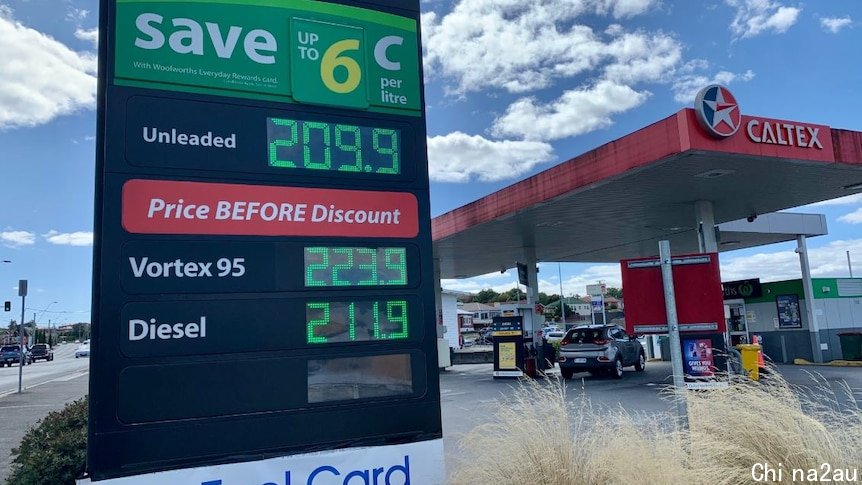 save
UP TO 6 c per litre
With Woolworths Everyday Rewards card.
Unleaded 209.9
Price BEFORE Discount
Vortex 95 223.9
Diesel 211.9
Fuel Card
CALTEX
Chi na2au